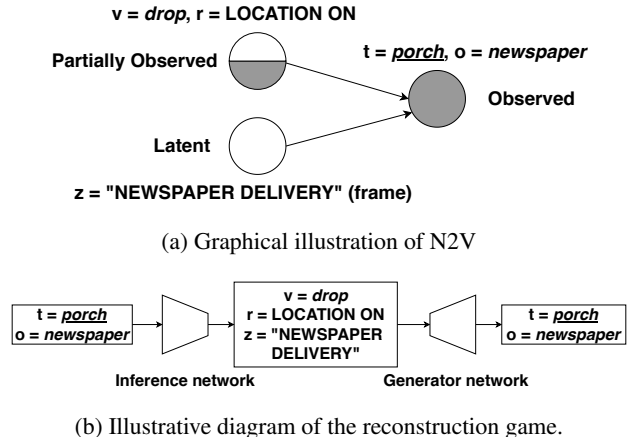 v = drop, r = LOCATION ON
t = porch, o = newspaper
Partially Observed
Observed
Latent
z = "NEWSPAPER DELIVERY" (frame)
(a) Graphical illustration of N2V
t = porch
o = newspaper
v = drop
r = LOCATION ON
z = "NEWSPAPER
DELIVERY"
t = porch
o = newspaper
Inference network
Generator network
(b) Illustrative diagram of the reconstruction game.